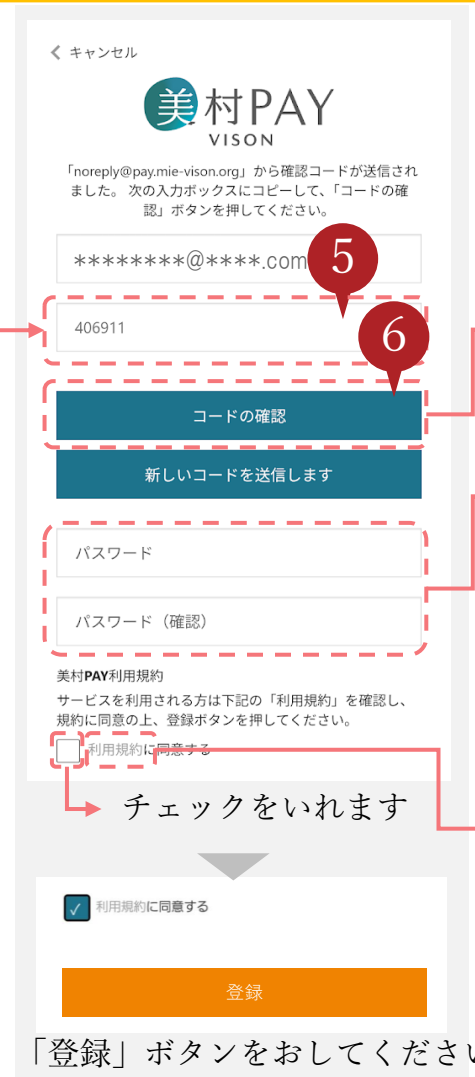 キャンセル
美村PAY
VISON
「noreply@pay.mie-vison.org」から確認コードが送信され
ました。 次の入力ボックスにコピーして、「コードの確
認」ボタンを押してください。
********@****.com
5
406911
6
コードの確認
新しいコードを送信します
パスワード
パスワード（確認）
美村PAY利用規約
サービスを利用される方は下記の「利用規約」を確認し、
規約に同意の上、登録ボタンを押してください。
利用規約に同意する
チェックをいれます
利用規約に同意する
登録
「登録」ボタンをおしてくださ